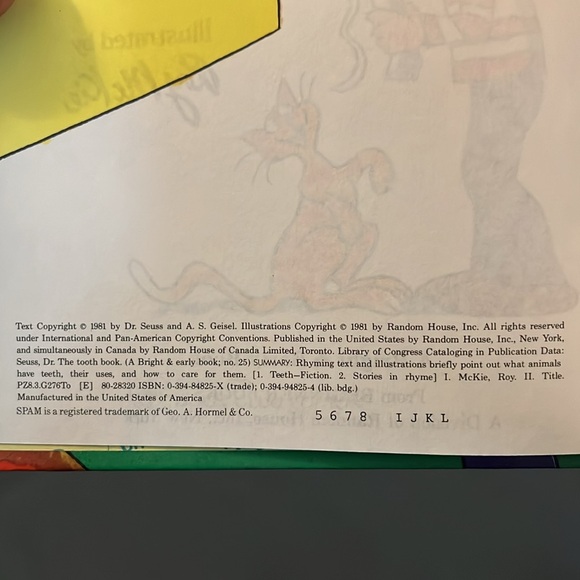 Illustrated by
Text Copyright © 1981 by Dr. Seuss and A. S. Geisel. Illustrations Copyright © 1981 by Random House, Inc. All rights reserved
under International and Pan-American Copyright Conventions. Published in the United States by Random House, Inc., New York,
and simultaneously in Canada by Random House of Canada Limited, Toronto. Library of Congress Cataloging in Publication Data:
Seuss, Dr. The tooth book. (A Bright & early book; no. 25) SUMMARY: Rhyming text and illustrations briefly point out what animals
have teeth, their uses, and how to care for them. [1. Teeth–Fiction. 2. Stories in rhyme] I. McKie, Roy. II. Title.
PZ8.3.G276To [E] 80-28320 ISBN: 0-394-84825-X (trade); 0-394-94825-4 (lib. bdg.)
Manufactured in the United States of America
SPAM is a registered trademark of Geo. A. Hormel & Co.
5 6 7 8 I J K L